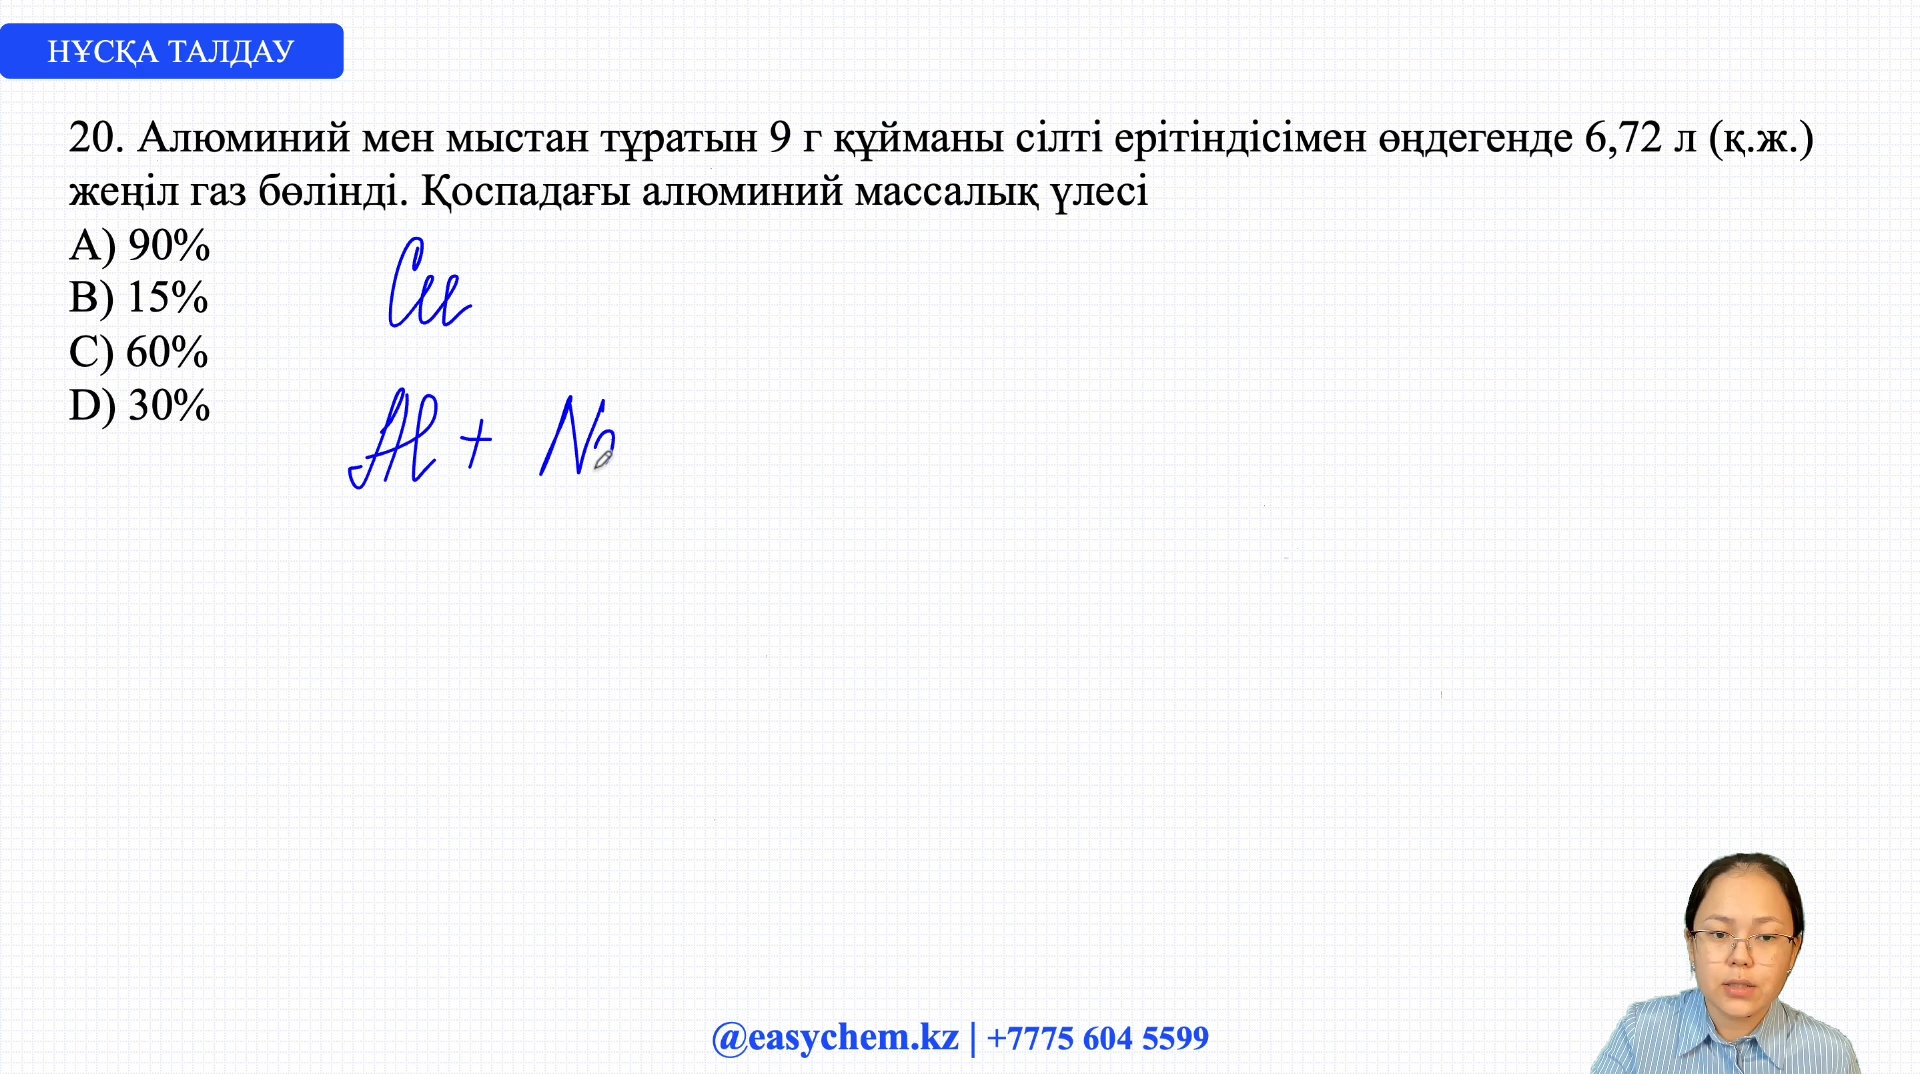 НҰСҚА ТАЛДАУ
20. Алюминий мен мыстан тұратын 9 г құйманы сілті ерітіндісімен өңдегенде 6,72 л (қ.ж.)
жеңіл газ бөлінді. Қоспадағы алюминий массалық үлесі
A) 90%
B) 15%
C) 60%
D) 30%
Cu
Al + Na
@easychem.kz | +7775 604 5599